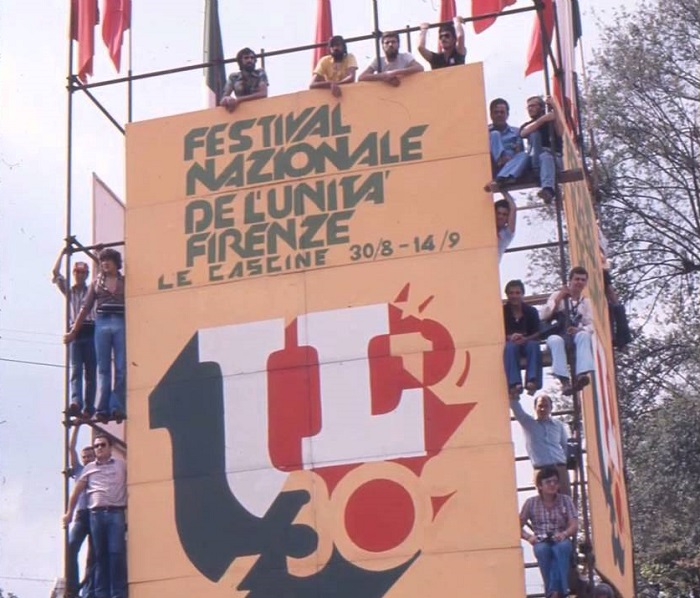 FESTIVAL
NAZIONALE
DE L'UNITA'
FIRENZE
LE CASCINE 30/8-14/9
U
30°